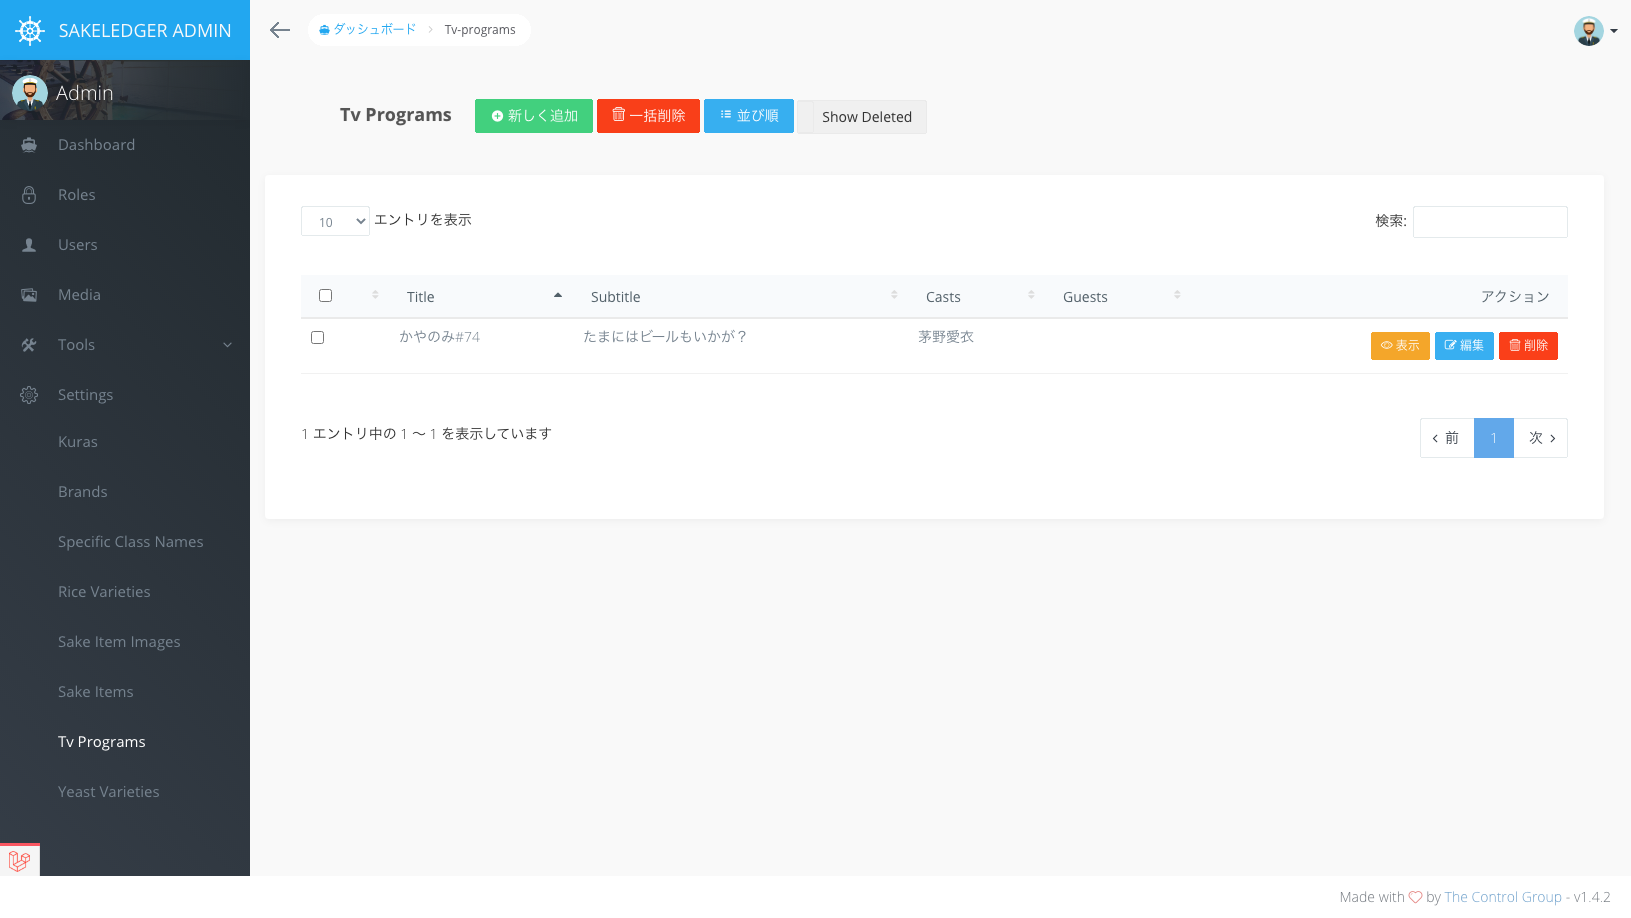 SAKELEDGER ADMIN
ダッシュボード Tv-programs
Admin
Dashboard
Roles
Users
Media
Tools
Settings
Kuras
Brands
Specific Class Names
Rice Varieties
Sake Item Images
Sake Items
Tv Programs
Yeast Varieties
Tv Programs 新しく追加 一括削除 並び順 Show Deleted
10 エントリを表示 検索:
Title Subtitle Casts Guests アクション
かやのみ#74 たまにはビールもいかが？ 茅野愛衣 表示 編集 削除
1 エントリ中の 1 ～ 1 を表示しています ‹ 前 1 次 ›
Made with ♡ by The Control Group - v1.4.2